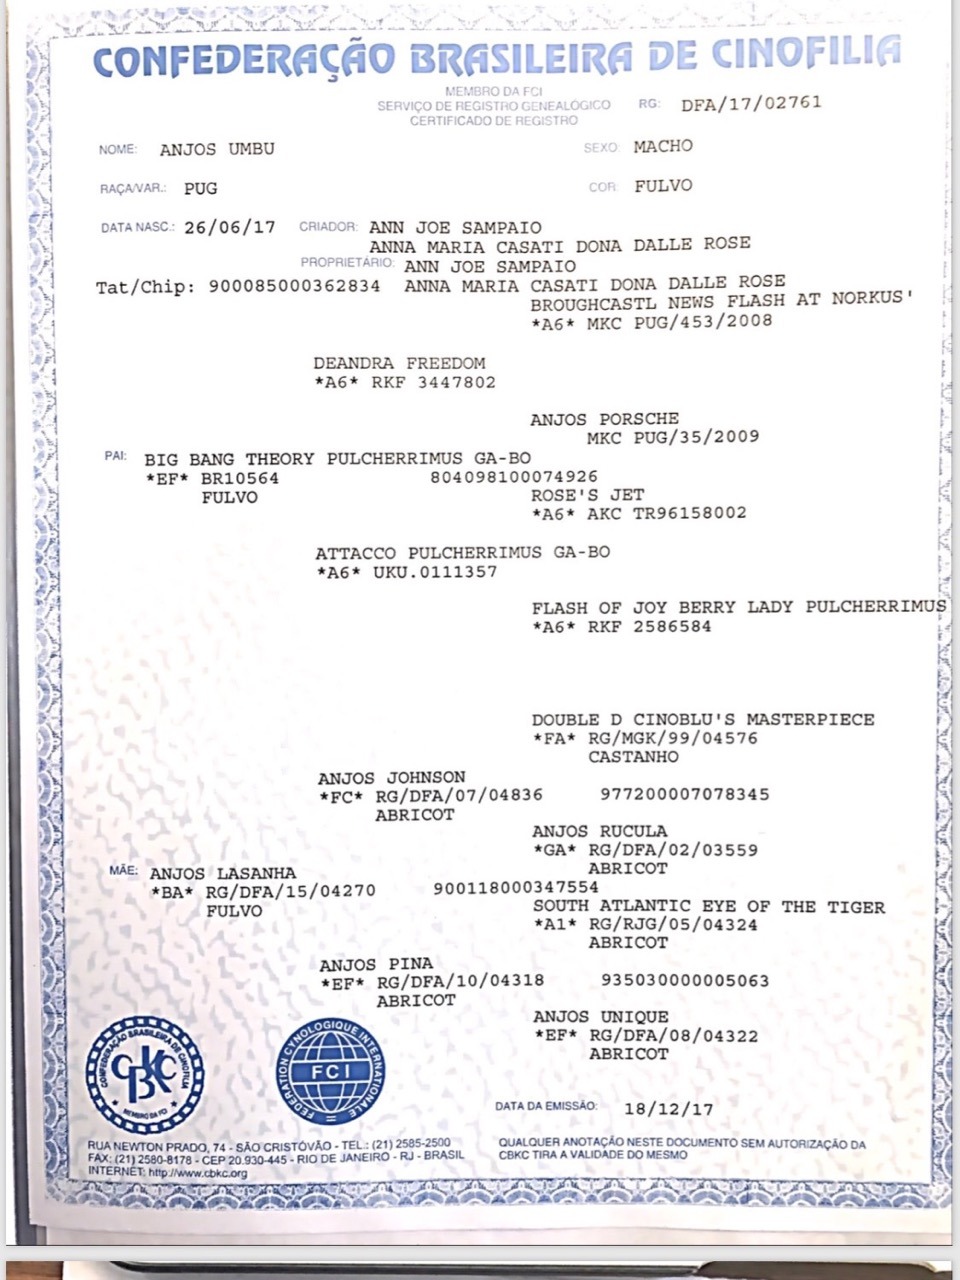 CONFEDERAÇÃO BRASILEIRA DE CINOFILIA
MEMBRO DA FCI
SERVIÇO DE REGISTRO GENEALÓGICO
CERTIFICADO DE REGISTRO
RG: DFA/17/02761
NOME: ANJOS UMBU
SEXO: MACHO
RAÇA/VAR.: PUG
COR: FULVO
DATA NASC.: 26/06/17 CRIADOR: ANN JOE SAMPAIO
ANNA MARIA CASATI DONA DALLE ROSE
PROPRIETÁRIO: ANN JOE SAMPAIO
Tat/Chip: 900085000362834 ANNA MARIA CASATI DONA DALLE ROSE
BROUGHCASTL NEWS FLASH AT NORKUS'
*A6* MKC PUG/453/2008
DEANDRA FREEDOM
*A6* RKF 3447802
ANJOS PORSCHE
MKC PUG/35/2009
PAI: BIG BANG THEORY PULCHERRIMUS GA-BO
*EF* BR10564 804098100074926
FULVO
ROSE'S JET
*A6* AKC TR96158002
ATTACCO PULCHERRIMUS GA-BO
*A6* UKU.0111357
FLASH OF JOY BERRY LADY PULCHERRIMUS
*A6* RKF 2586584
DOUBLE D CINOBLU'S MASTERPIECE
*FA* RG/MGK/99/04576
CASTANHO
ANJOS JOHNSON
*FC* RG/DFA/07/04836 977200007078345
ABRICOT
ANJOS RUCULA
*GA* RG/DFA/02/03559
ABRICOT
MÃE: ANJOS LASANHA
*BA* RG/DFA/15/04270 900118000347554
FULVO
SOUTH ATLANTIC EYE OF THE TIGER
*A1* RG/RJG/05/04324
ABRICOT
ANJOS PINA
*EF* RG/DFA/10/04318 935030000005063
ABRICOT
ANJOS UNIQUE
*EF* RG/DFA/08/04322
ABRICOT
CONFEDERAÇÃO BRASILEIRA DE CINOFILIA
CBKC
MEMBRO DA FCI
FEDERATION CYNOLOGIQUE INTERNATIONALE
FCI
DATA DA EMISSÃO: 18/12/17
RUA NEWTON PRADO, 74 - SÃO CRISTÓVÃO - TEL.: (21) 2585-2500
FAX: (21) 2580-8178 - CEP 20.930-445 - RIO DE JANEIRO - RJ - BRASIL
INTERNET: http://www.cbkc.org
QUALQUER ANOTAÇÃO NESTE DOCUMENTO SEM AUTORIZAÇÃO DA
CBKC TIRA A VALIDADE DO MESMO